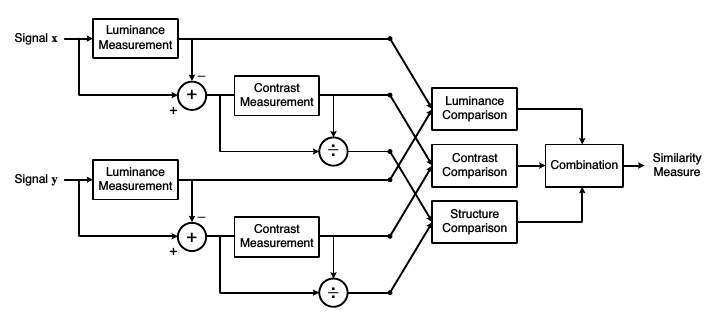 Signal x
Luminance
Measurement
−
+
+
Contrast
Measurement
÷
Luminance
Comparison
Signal y
Luminance
Measurement
−
+
+
Contrast
Measurement
÷
Contrast
Comparison
Structure
Comparison
Combination
Similarity
Measure